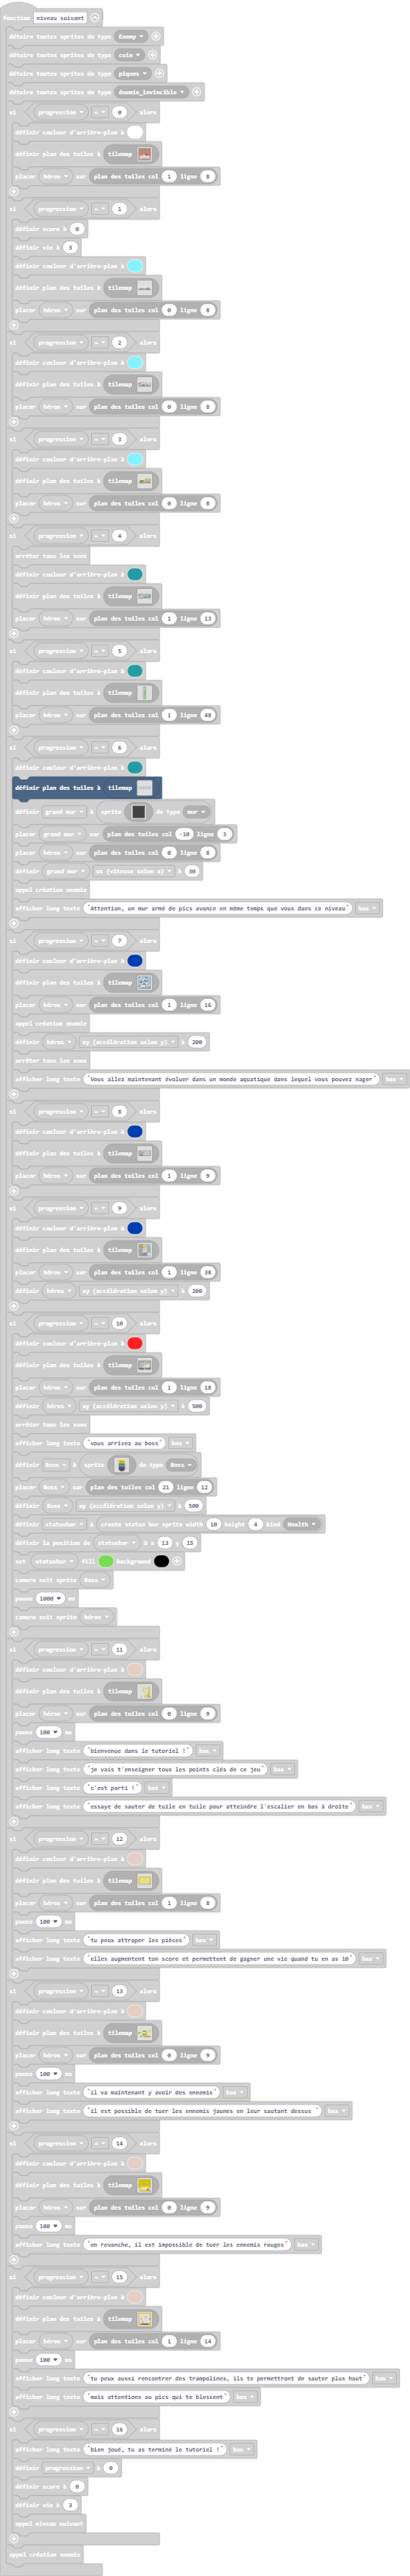 fonction niveau suivant
détuire toutes sprites de type Enemy
détuire toutes sprites de type coin
détuire toutes sprites de type piques
détuire toutes sprites de type énemie_invincible
si progression = 0 alors
définir couleur d'arrière-plan à
définir plan des tuiles à tilemap
placer héros sur plan des tuiles col 1 ligne 8
si progression = 1 alors
définir score à 0
définir vie à 3
définir couleur d'arrière-plan à
définir plan des tuiles à tilemap
placer héros sur plan des tuiles col 0 ligne 8
si progression = 2 alors
définir couleur d'arrière-plan à
définir plan des tuiles à tilemap
placer héros sur plan des tuiles col 0 ligne 8
si progression = 3 alors
définir couleur d'arrière-plan à
définir plan des tuiles à tilemap
placer héros sur plan des tuiles col 0 ligne 8
si progression = 4 alors
arrêter tous les sons
définir couleur d'arrière-plan à
définir plan des tuiles à tilemap
placer héros sur plan des tuiles col 1 ligne 13
si progression = 5 alors
définir couleur d'arrière-plan à
définir plan des tuiles à tilemap
placer héros sur plan des tuiles col 1 ligne 48
si progression = 6 alors
définir couleur d'arrière-plan à
définir plan des tuiles à tilemap
définir grand mur à sprite de type mur
placer grand mur sur plan des tuiles col -10 ligne 3
placer héros sur plan des tuiles col 0 ligne 8
définir grand mur vx (vitesse selon x) à 30
appel création ennemie
afficher long texte "Attention, un mur armé de pics avance en même temps que vous dans ce niveau" bas
si progression = 7 alors
définir couleur d'arrière-plan à
définir plan des tuiles à tilemap
placer héros sur plan des tuiles col 1 ligne 16
appel création ennemie
définir héros ay (accélération selon y) à 200
arrêter tous les sons
afficher long texte "Vous allez maintenant évoluer dans un monde aquatique dans lequel vous pouvez nager" bas
si progression = 8 alors
définir couleur d'arrière-plan à
définir plan des tuiles à tilemap
placer héros sur plan des tuiles col 1 ligne 9
si progression = 9 alors
définir couleur d'arrière-plan à
définir plan des tuiles à tilemap
placer héros sur plan des tuiles col 1 ligne 38
définir héros ay (accélération selon y) à 200
si progression = 10 alors
définir couleur d'arrière-plan à
définir plan des tuiles à tilemap
placer héros sur plan des tuiles col 1 ligne 18
définir héros ay (accélération selon y) à 500
arrêter tous les sons
afficher long texte "vous arrivez au boss" bas
définir Boss à sprite de type Boss
placer Boss sur plan des tuiles col 21 ligne 12
définir Boss ay (accélération selon y) à 500
définir statusbar à create status bar sprite width 10 height 4 kind Health
définir la position de statusbar à x 13 y 15
set statusbar fill background
camera suit sprite Boss
pause 1000 ms
camera suit sprite héros
si progression = 11 alors
définir couleur d'arrière-plan à
définir plan des tuiles à tilemap
placer héros sur plan des tuiles col 0 ligne 9
pause 100 ms
afficher long texte "bienvenue dans le tutoriel !" bas
afficher long texte "je vais t'enseigner tous les points clés de ce jeu" bas
afficher long texte "c'est parti !" bas
afficher long texte "essaye de sauter de tuile en tuile pour atteindre l'escalier en bas à droite" bas
si progression = 12 alors
définir couleur d'arrière-plan à
définir plan des tuiles à tilemap
placer héros sur plan des tuiles col 1 ligne 8
pause 100 ms
afficher long texte "tu peux attraper les pièces" bas
afficher long texte "elles augmentent ton score et permettent de gagner une vie quand tu en as 10" bas
si progression = 13 alors
définir couleur d'arrière-plan à
définir plan des tuiles à tilemap
placer héros sur plan des tuiles col 0 ligne 9
pause 100 ms
afficher long texte "il va maintenant y avoir des ennemis" bas
afficher long texte "il est possible de tuer les ennemis jaunes en leur sautant dessus " bas
si progression = 14 alors
définir couleur d'arrière-plan à
définir plan des tuiles à tilemap
placer héros sur plan des tuiles col 0 ligne 9
pause 100 ms
afficher long texte "en revanche, il est impossible de tuer les ennemis rouges" bas
si progression = 15 alors
définir couleur d'arrière-plan à
définir plan des tuiles à tilemap
placer héros sur plan des tuiles col 1 ligne 14
pause 100 ms
afficher long texte "tu peux aussi rencontrer des trampolines, ils te permettront de sauter plus haut" bas
afficher long texte "mais attentions au pics qui te blessent" bas
si progression = 16 alors
afficher long texte "bien joué, tu as terminé le tutoriel !" bas
définir progression à 0
définir score à 0
définir vie à 3
appel niveau suivant
appel création ennemie